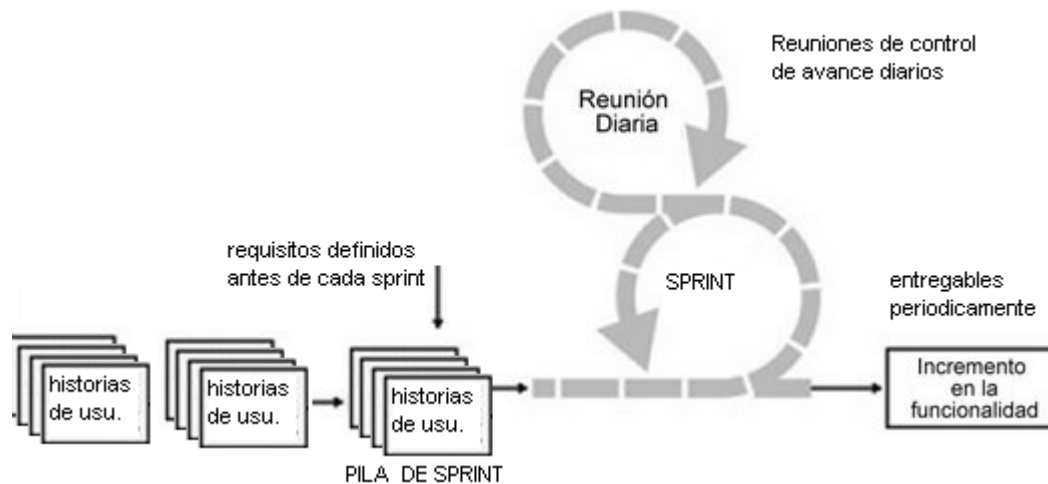 Reuniones de control
de avance diarios
Reunión
Diaria
requisitos definidos
antes de cada sprint
SPRINT
entregables
periodicamente
historias
de usu.
historias
de usu.
historias
de usu.
Incremento
en la
funcionalidad
PILA DE SPRINT